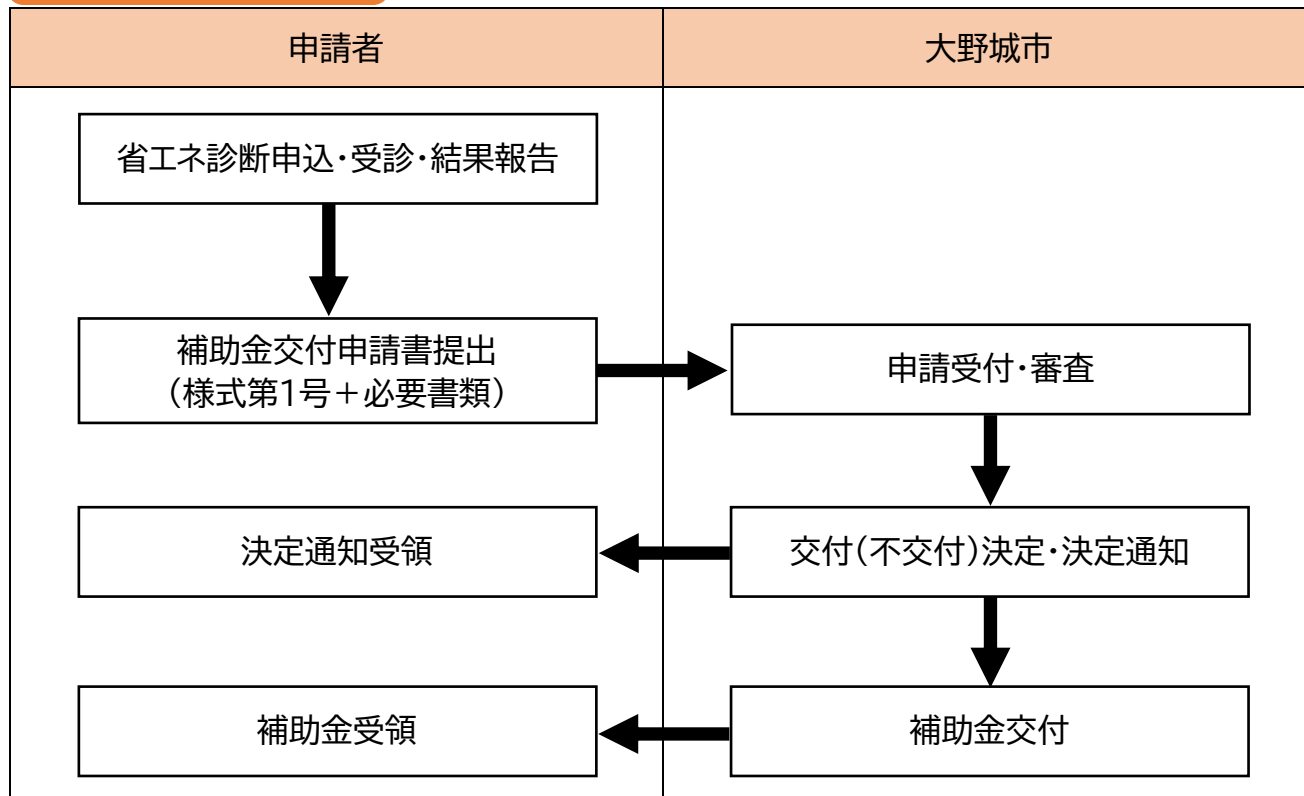 申請者
大野城市
省エネ診断申込・受診・結果報告
補助金交付申請書提出
(様式第1号+必要書類)
申請受付・審査
決定通知受領
交付(不交付)決定・決定通知
補助金受領
補助金交付